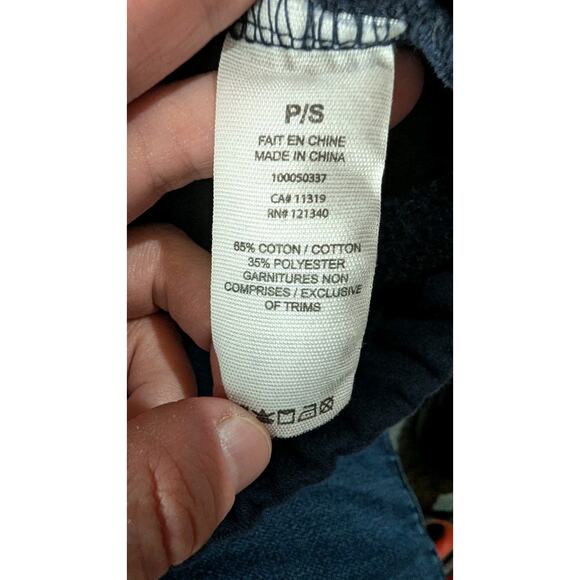 P/S
FAIT EN CHINE
MADE IN CHINA
100050337
CA# 11319
RN# 121340
65% COTON / COTTON
35% POLYESTER
GARNITURES NON
COMPRISES / EXCLUSIVE
OF TRIMS